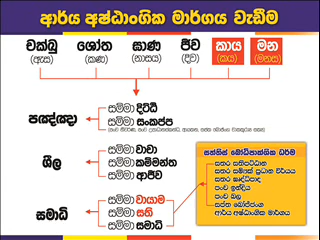 ආර්ය අෂ්ඨාංගික මාර්ගය වැඩීම
චක්ඛු ශෝත ඝාණ ජීව කාය මන
(ඇස) (කණ) (නාසය) (දිව) (කය) (මනස)
පඤ්ඤා
සම්මා දිට්ඨි
සම්මා සංකප්ප
ශීල
සම්මා වාචා
සම්මා කම්මන්ත
සම්මා ආජීව
සමාධි
සම්මා වායාම
සම්මා සති
සම්මා සමාධි
සත්තිස් බෝධිපාක්ෂික ධර්ම
සතර සතිපට්ඨාන
සතර සම්‍යක් ප්‍රධාන වීර්යය
සතර ඍද්ධිපාද
පංච ඉන්ද්‍රිය
පංච බල
සප්ත බොජ්ඣංග
ආර්ය අෂ්ඨාංගික මාර්ගය